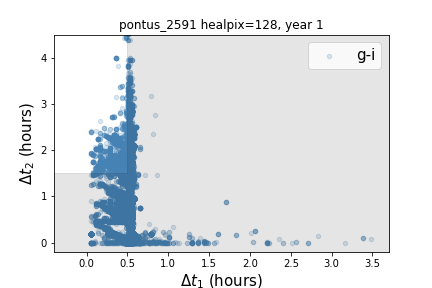 pontus_2591 healpix=128, year 1
g-i
Δt₂ (hours)
4
3
2
1
0
0.0 0.5 1.0 1.5 2.0 2.5 3.0 3.5
Δt₁ (hours)